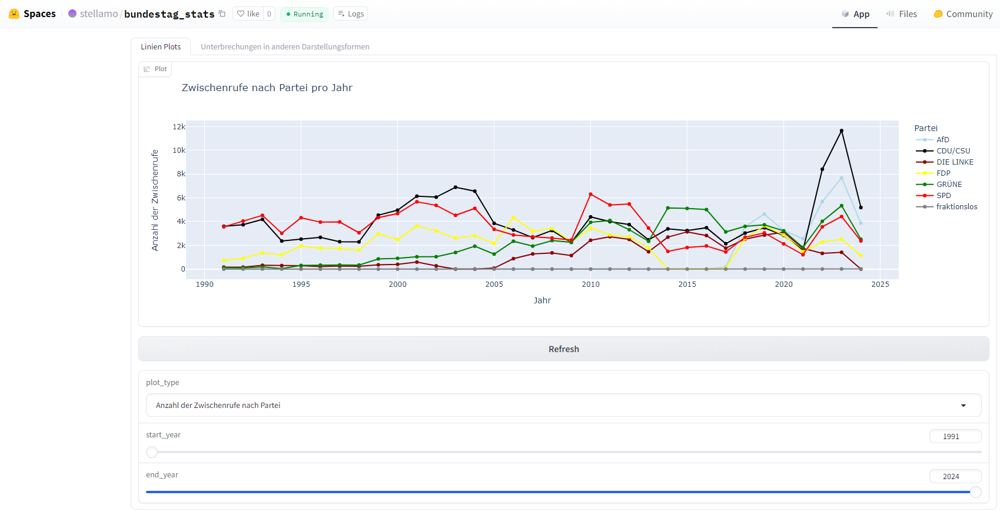 Spaces stellamo/bundestag_stats like 0 Running Logs App Files Community
Linien Plots Unterbrechungen in anderen Darstellungsformen
Plot
Zwischenrufe nach Partei pro Jahr
Anzahl der Zwischenrufe
12k
10k
8k
6k
4k
2k
0
1990 1995 2000 2005 2010 2015 2020 2025
Jahr
Partei
AfD
CDU/CSU
DIE LINKE
FDP
GRÜNE
SPD
fraktionslos
Refresh
plot_type
Anzahl der Zwischenrufe nach Partei
start_year 1991
end_year 2024